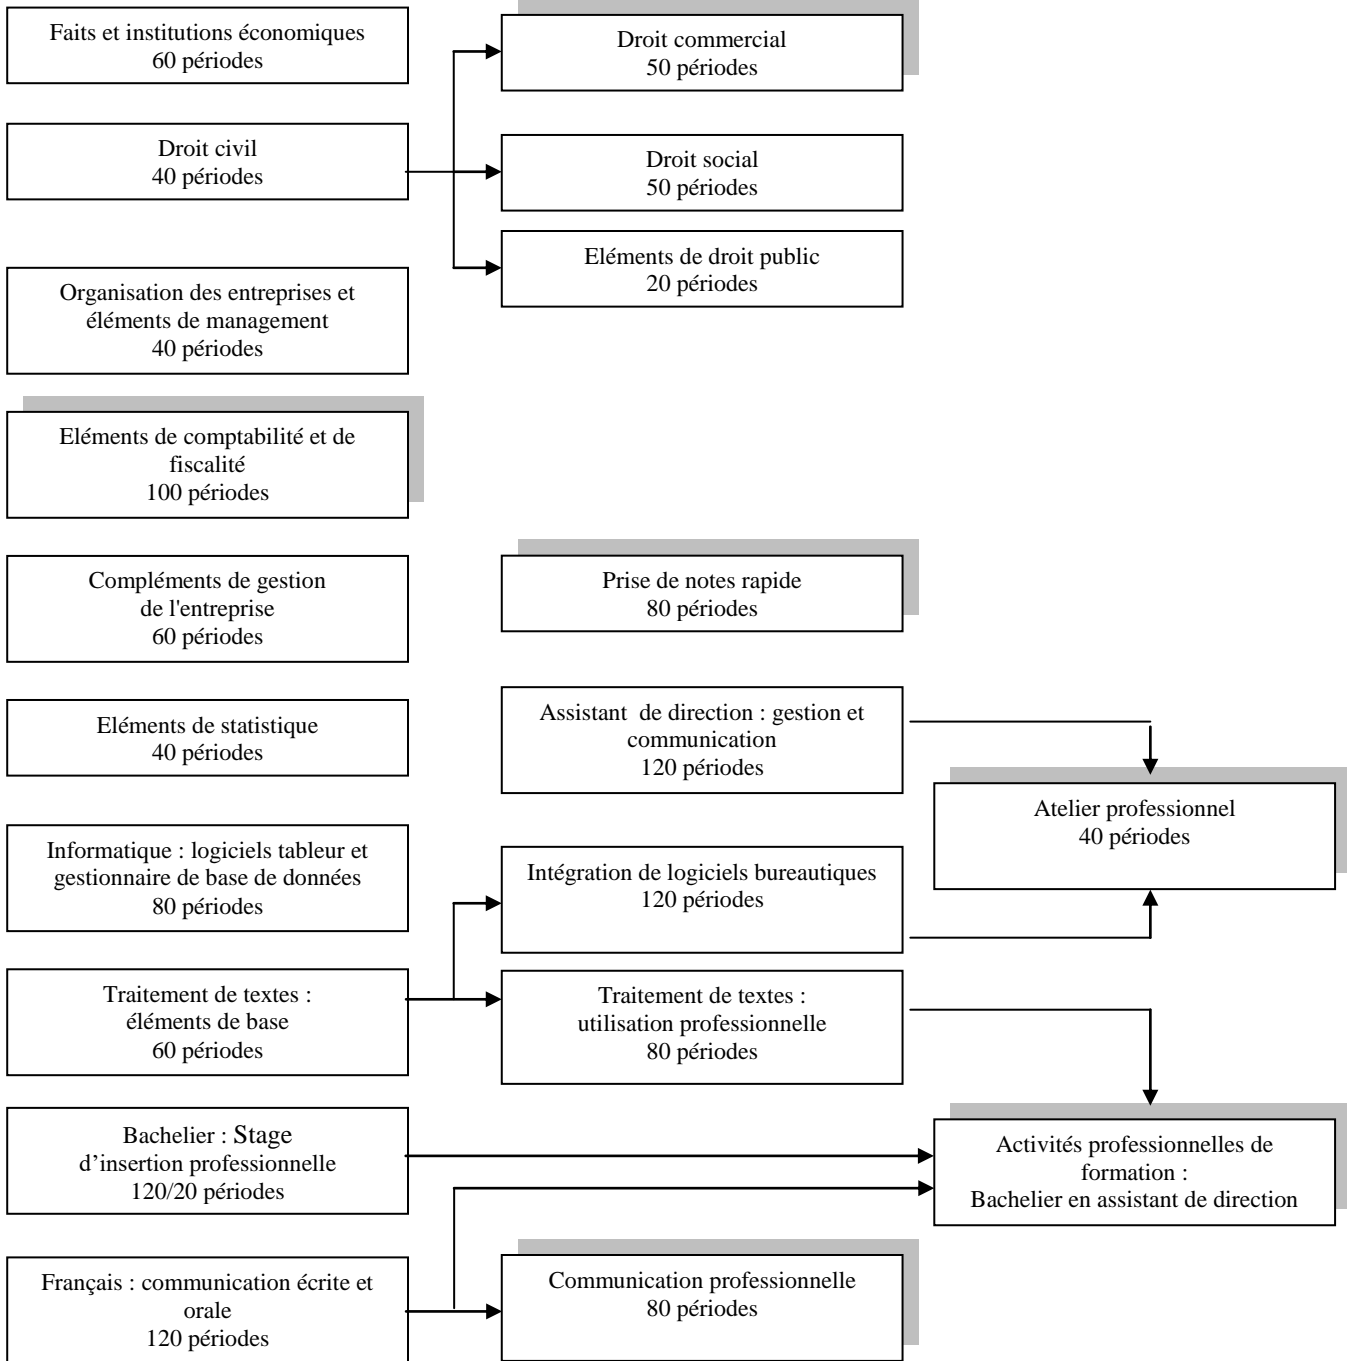 Faits et institutions économiques
60 périodes
Droit commercial
50 périodes
Droit civil
40 périodes
Droit social
50 périodes
Eléments de droit public
20 périodes
Organisation des entreprises et
éléments de management
40 périodes
Eléments de comptabilité et de
fiscalité
100 périodes
Compléments de gestion
de l'entreprise
60 périodes
Prise de notes rapide
80 périodes
Eléments de statistique
40 périodes
Assistant de direction : gestion et
communication
120 périodes
Atelier professionnel
40 périodes
Informatique : logiciels tableur et
gestionnaire de base de données
80 périodes
Intégration de logiciels bureautiques
120 périodes
Traitement de textes :
éléments de base
60 périodes
Traitement de textes :
utilisation professionnelle
80 périodes
Bachelier : Stage
d’insertion professionnelle
120/20 périodes
Activités professionnelles de
formation :
Bachelier en assistant de direction
Français : communication écrite et
orale
120 périodes
Communication professionnelle
80 périodes